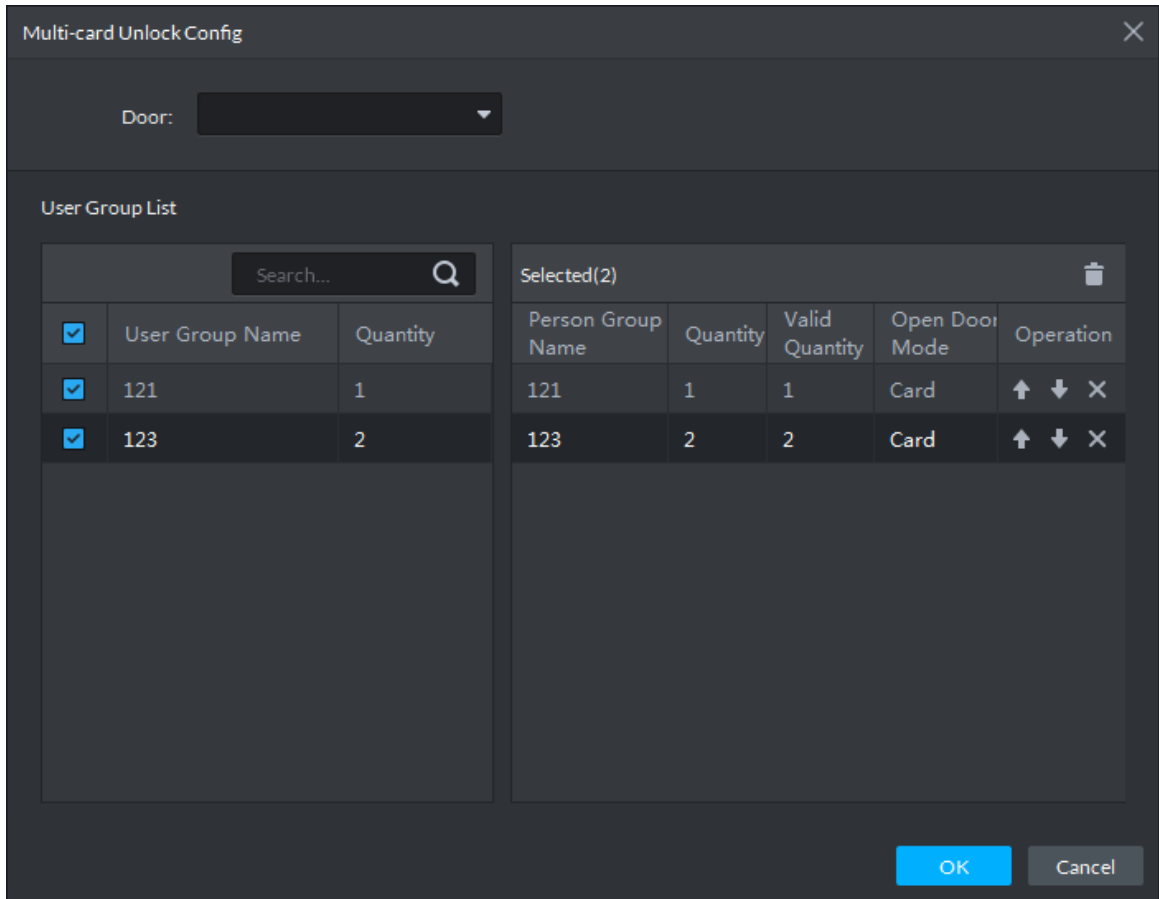 Multi-card Unlock Config
Door:
User Group List
Search...
Selected(2)
User Group Name Quantity
Person Group Name Quantity Valid Quantity Open Door Mode Operation
121 1 121 1 1 Card
123 2 123 2 2 Card
OK Cancel